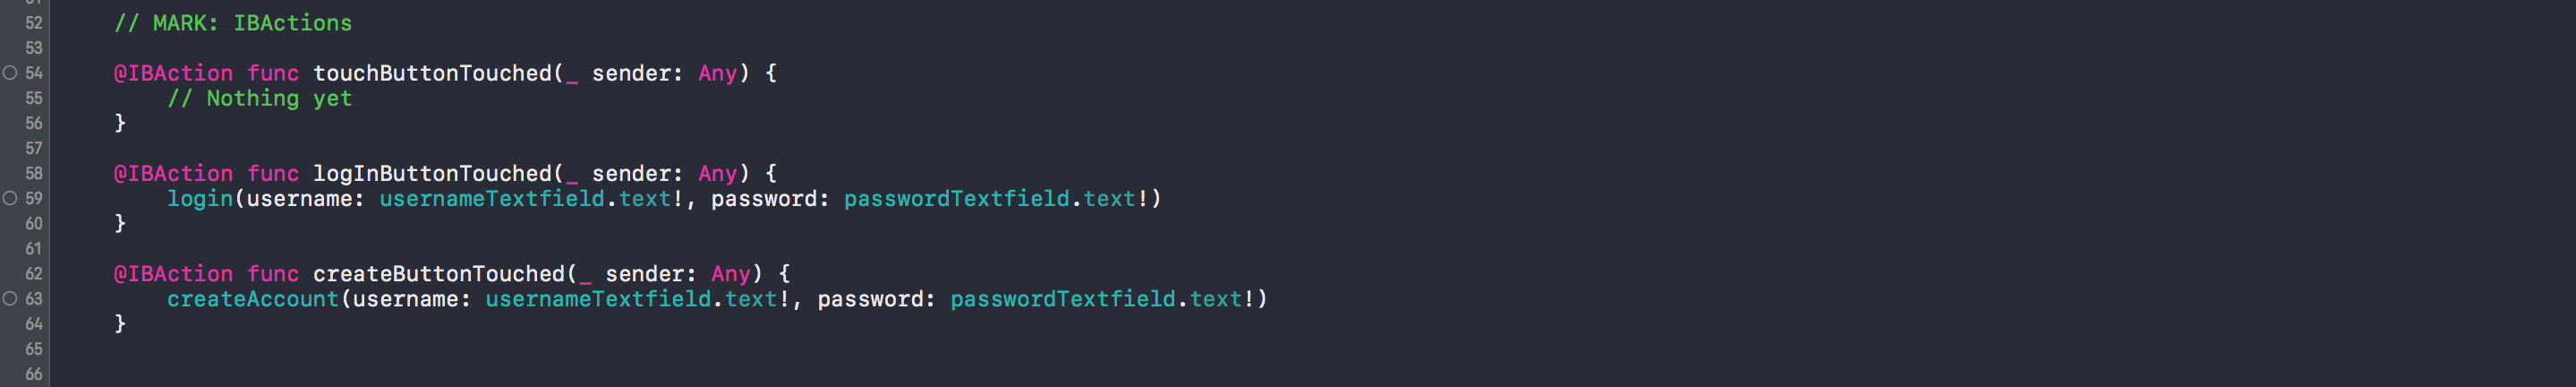 52 // MARK: IBActions
53
54 @IBAction func touchButtonTouched(_ sender: Any) {
55 // Nothing yet
56 }
57
58 @IBAction func logInButtonTouched(_ sender: Any) {
59 login(username: usernameTextfield.text!, password: passwordTextfield.text!)
60 }
61
62 @IBAction func createButtonTouched(_ sender: Any) {
63 createAccount(username: usernameTextfield.text!, password: passwordTextfield.text!)
64 }
65
66